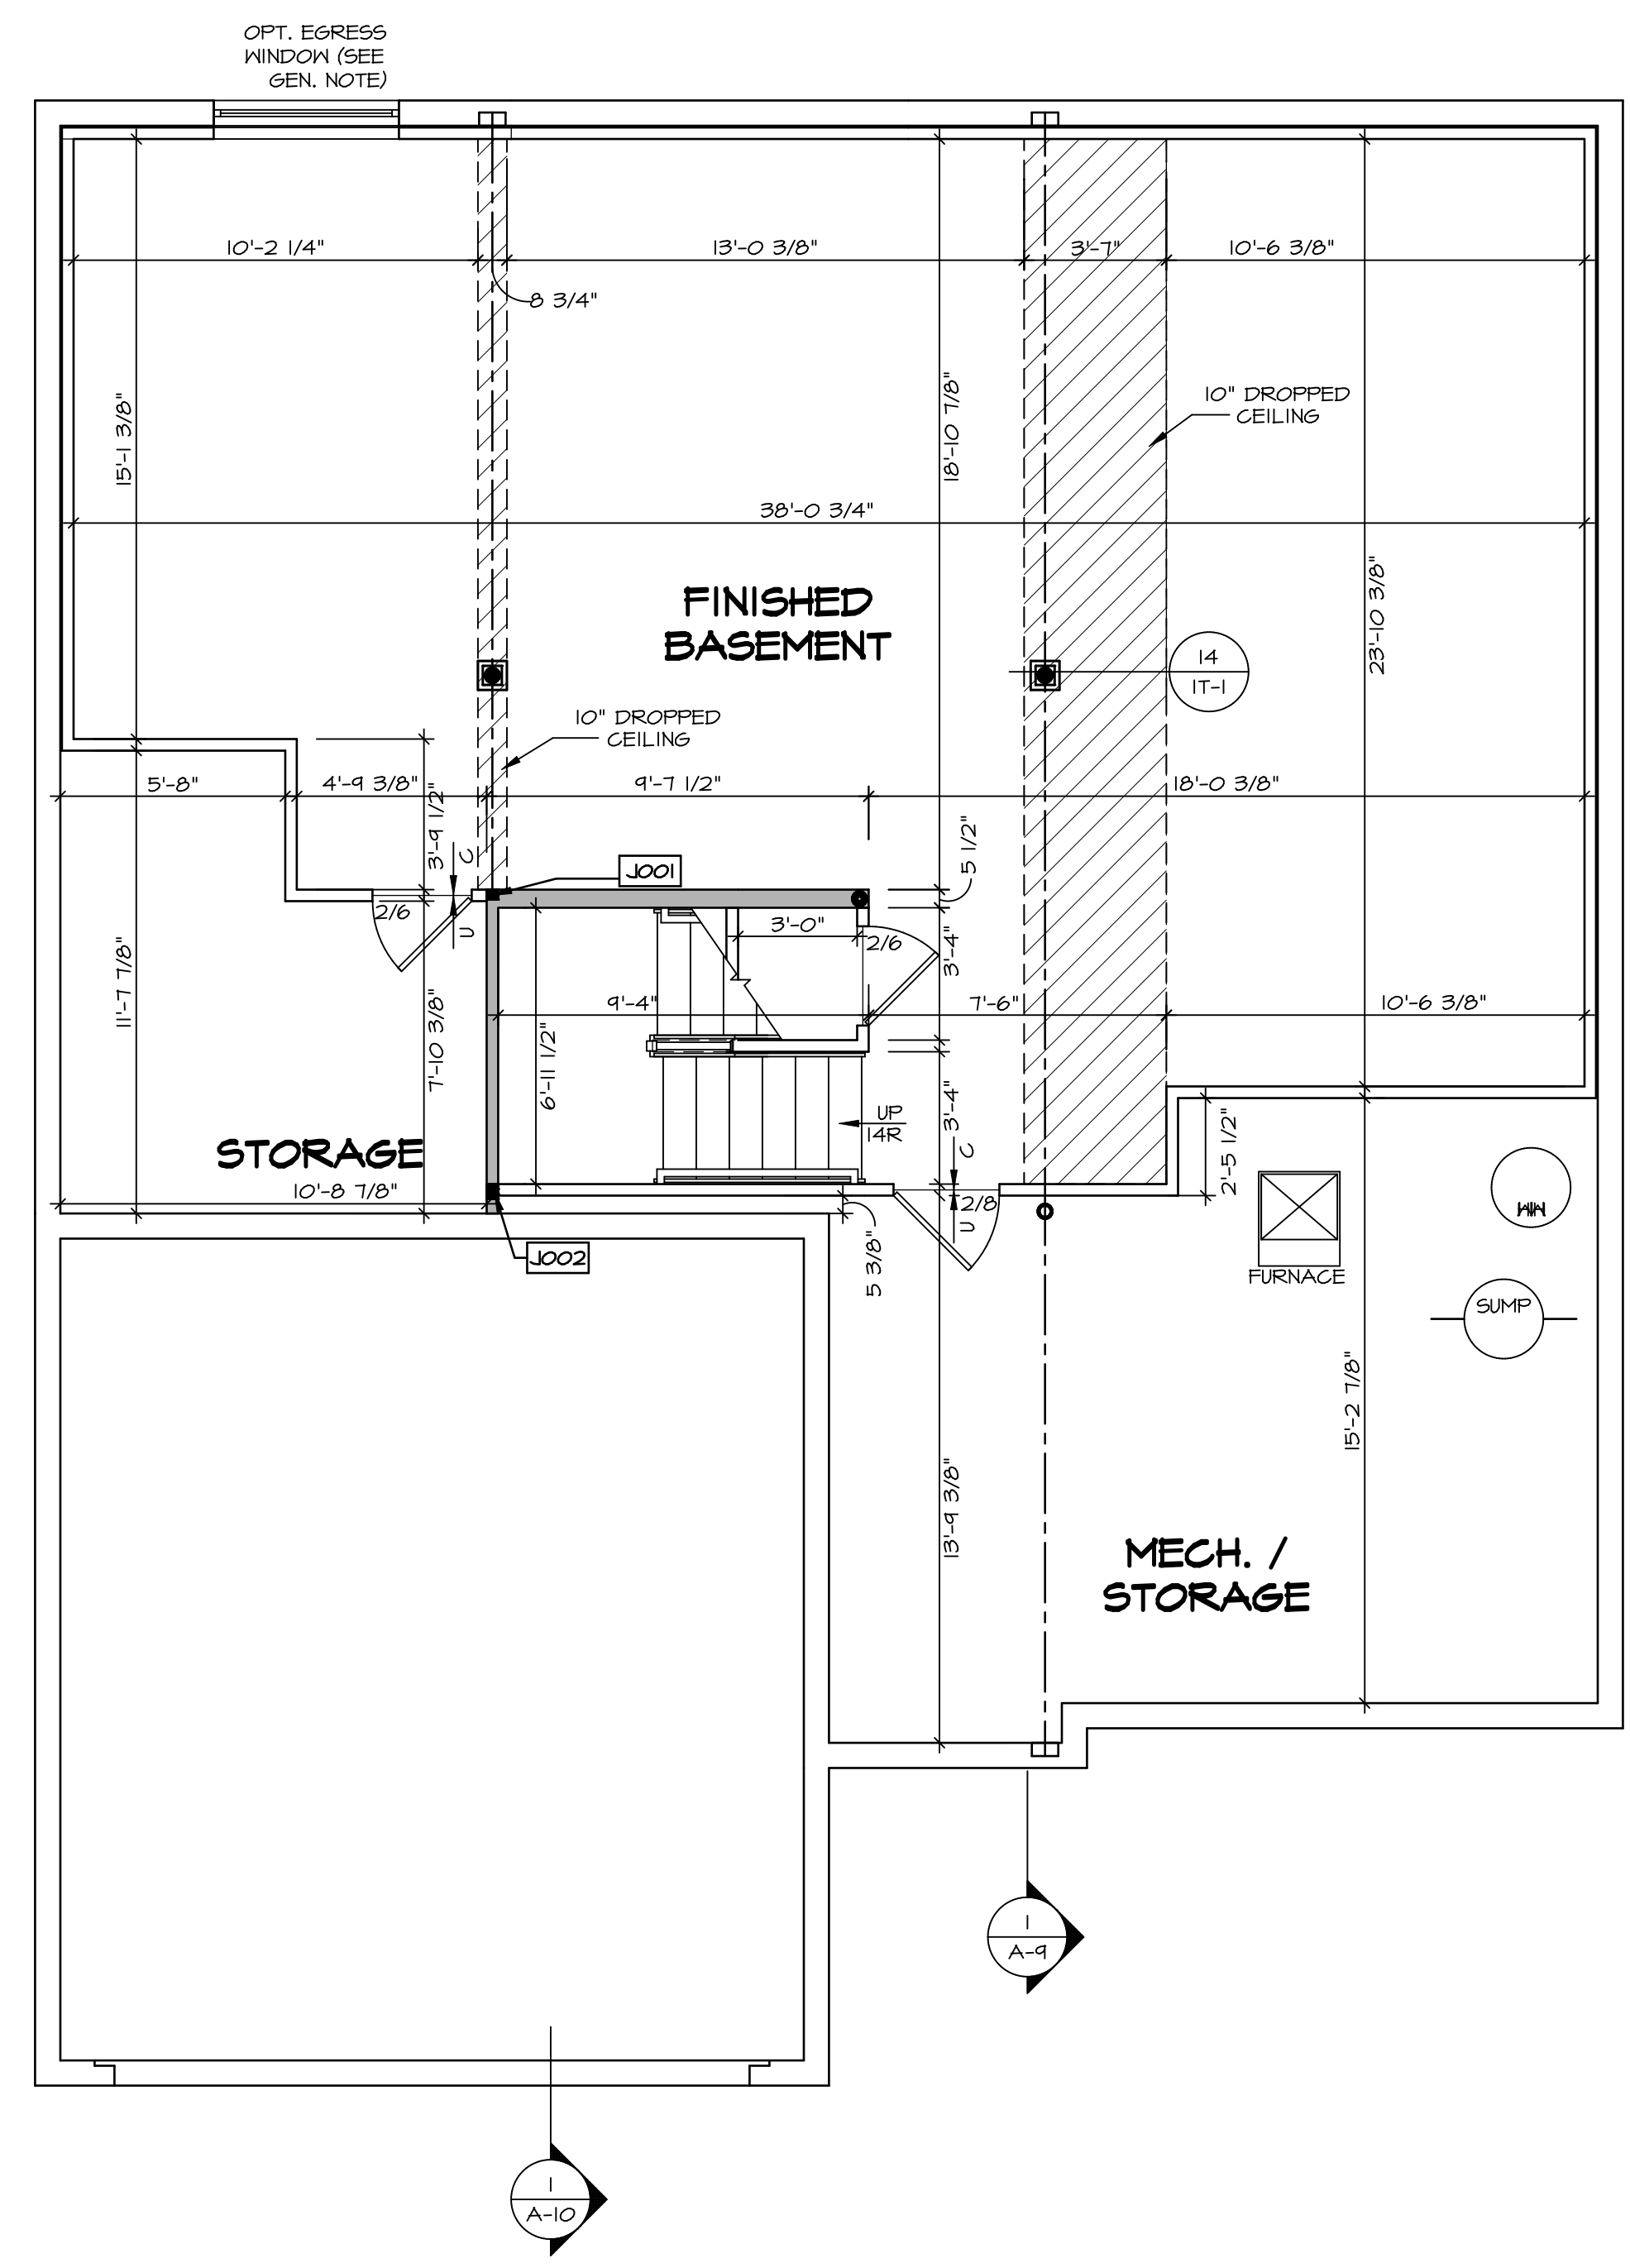 OPT. EGRESS
WINDOW (SEE
GEN. NOTE)
10'-2 1/4"
13'-0 3/8"
3'-7"
10'-6 3/8"
8 3/4"
15'-1 3/8"
18'-10 7/8"
10" DROPPED
CEILING
38'-0 3/4"
23'-10 3/8"
FINISHED
BASEMENT
14
1T-1
10" DROPPED
CEILING
5'-8"
4'-9 3/8"
3'-9 1/2"
9'-7 1/2"
18'-0 3/8"
C
U
5 1/2"
J001
2/6
3'-0"
2/6
3'-4"
11'-7 7/8"
7'-10 3/8"
9'-4"
7'-6"
10'-6 3/8"
6'-11 1/2"
UP
14R
3'-4"
C
U
2'-5 1/2"
STORAGE
10'-8 7/8"
2/8
5 3/8"
J002
FURNACE
SUMP
13'-9 3/8"
15'-2 7/8"
MECH. /
STORAGE
1
A-9
1
A-10